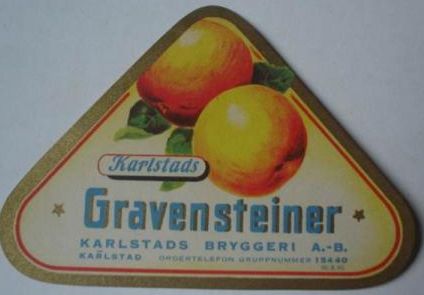 Karlstads
Gravensteiner
KARLSTADS BRYGGERI A.-B.
KARLSTAD ORDERTELEFON GRUPPNUMMER 15440